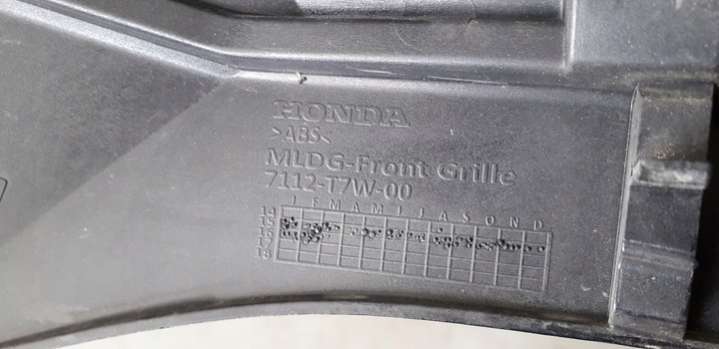 HONDA
>ABS<
MLDG-Front Grille
7112-T7W-00
J F M A M J J A S O N D